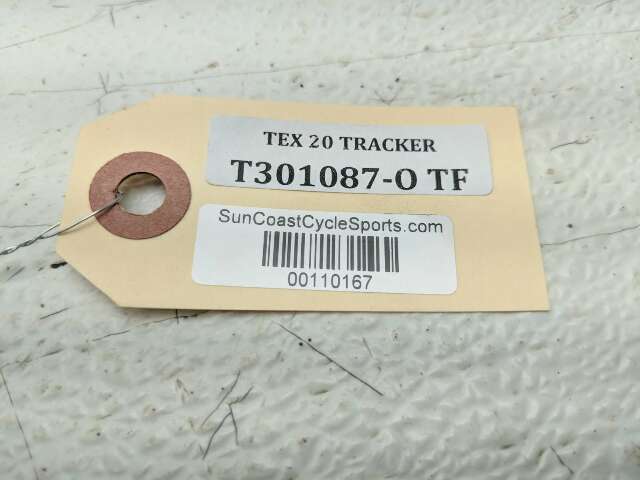 TEX 20 TRACKER
T301087-O TF
SunCoastCycleSports.com
00110167